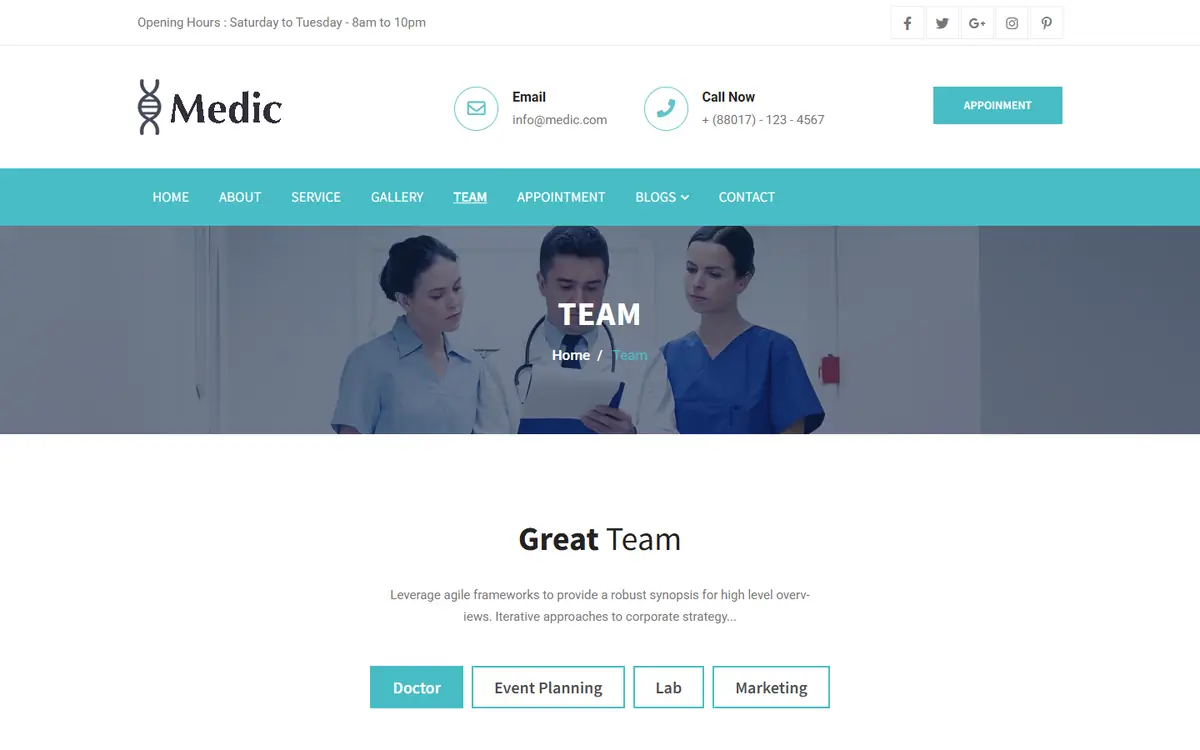 Opening Hours : Saturday to Tuesday - 8am to 10pm
G+
Medic
Email
info@medic.com
Call Now
+ (88017) - 123 - 4567
APPOINMENT
HOME ABOUT SERVICE GALLERY TEAM APPOINTMENT BLOGS CONTACT
TEAM
Home / Team
Great Team
Leverage agile frameworks to provide a robust synopsis for high level overv-
iews. Iterative approaches to corporate strategy...
Doctor Event Planning Lab Marketing